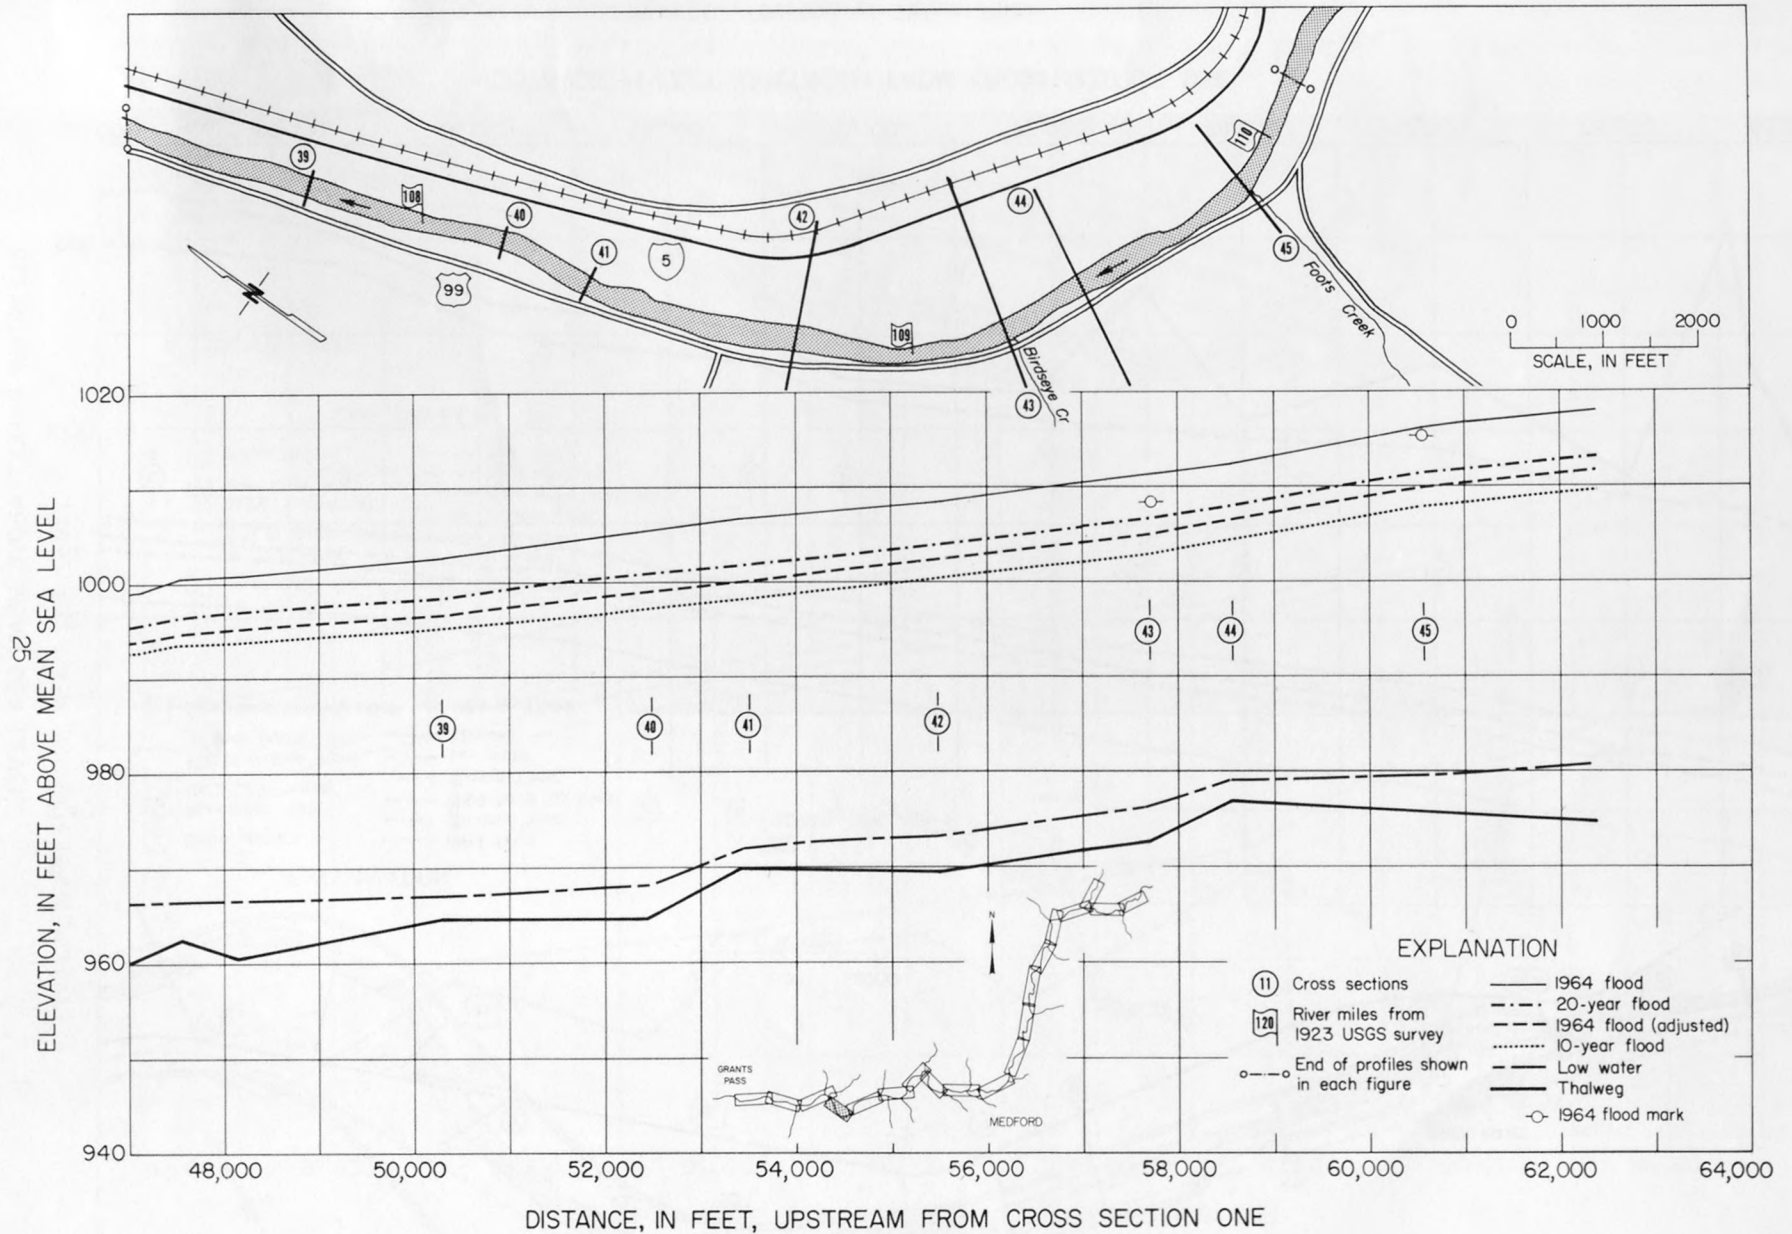 39
108
40
41
5
99
N
42
109
44
43
Birdseye Cr
110
45
Foots Creek
0 1000 2000
SCALE, IN FEET
1020
1000
980
960
940
ELEVATION, IN FEET ABOVE MEAN SEA LEVEL
25
39
40
41
42
43
44
45
N
GRANTS
PASS
MEDFORD
EXPLANATION
11 Cross sections
120 River miles from
1923 USGS survey
End of profiles shown
in each figure
1964 flood
20-year flood
1964 flood (adjusted)
10-year flood
Low water
Thalweg
1964 flood mark
48,000 50,000 52,000 54,000 56,000 58,000 60,000 62,000 64,000
DISTANCE, IN FEET, UPSTREAM FROM CROSS SECTION ONE